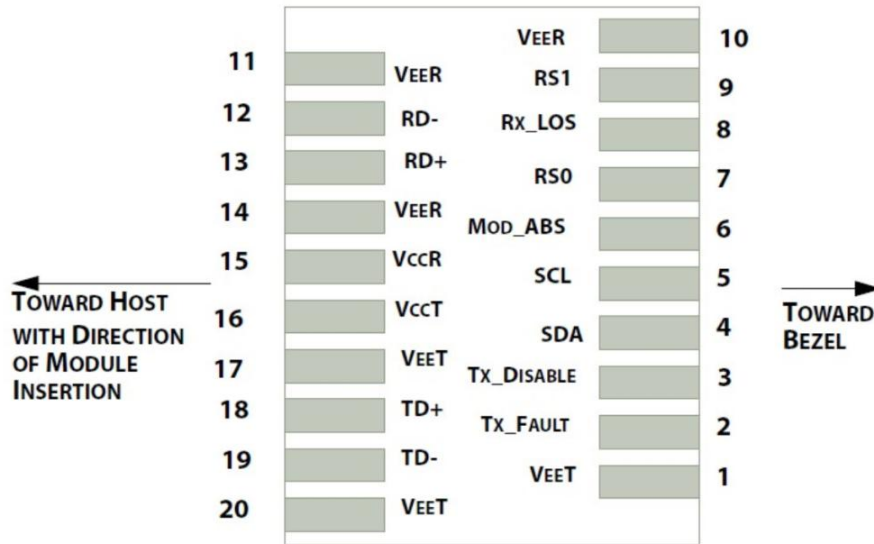 11
VEER
12
RD-
13
RD+
14
VEER
15
VCCR
16
VCCT
17
VEET
18
TD+
19
TD-
20
VEET
VEER
10
RS1
9
RX_LOS
8
RS0
7
MOD_ABS
6
SCL
5
SDA
4
TX_DISABLE
3
TX_FAULT
2
VEET
1
TOWARD HOST
WITH DIRECTION
OF MODULE
INSERTION
TOWARD
BEZEL